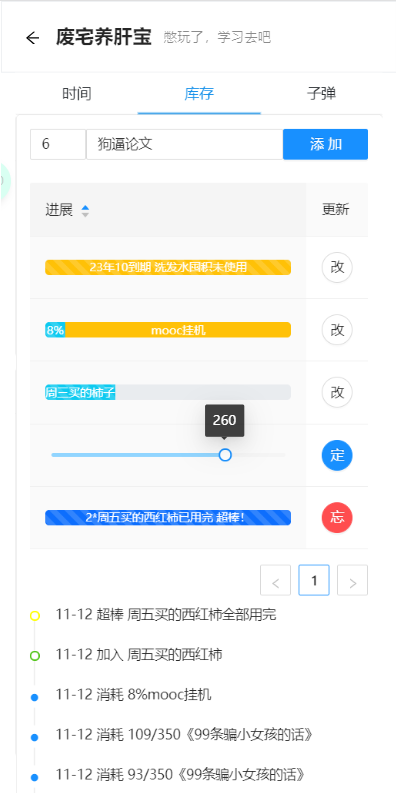 废宅养肝宝 憨玩了，学习去吧
时间 库存 子弹
6 狗逼论文 添 加
进展 更新
23年10到期 洗发水囤积未使用 改
8% mooc挂机 改
周三买的柿子 改
260
定
2*周五买的西红柿已用完 超棒! 忘
1
11-12 超棒 周五买的西红柿全部用完
11-12 加入 周五买的西红柿
11-12 消耗 8%mooc挂机
11-12 消耗 109/350《99条骗小女孩的话》
11-12 消耗 93/350《99条骗小女孩的话》